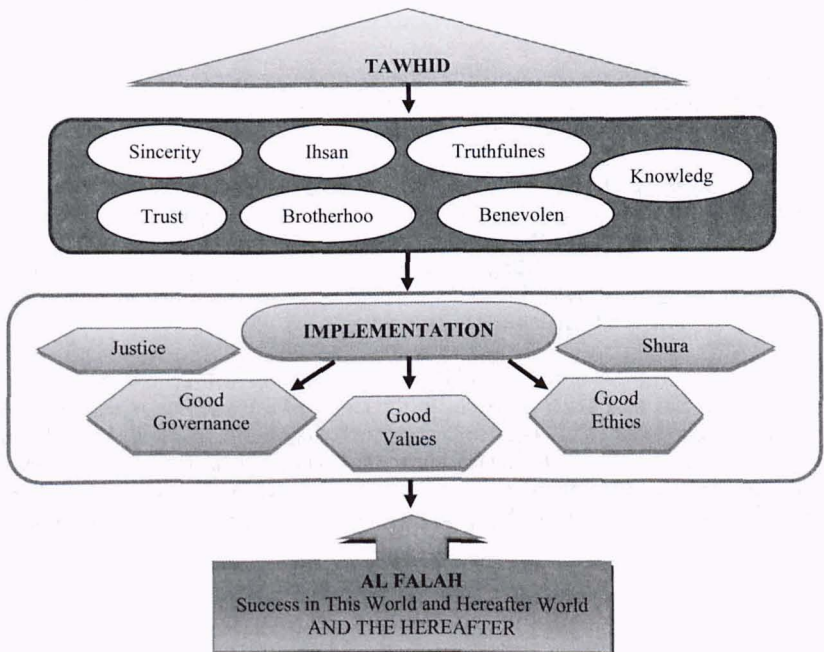 TAWHID
Sincerity
Ihsan
Truthfulnes
Knowledg
Trust
Brotherhoo
Benevolen
IMPLEMENTATION
Justice
Shura
Good
Governance
Good
Values
Good
Ethics
AL FALAH
Success in This World and Hereafter World
AND THE HEREAFTER